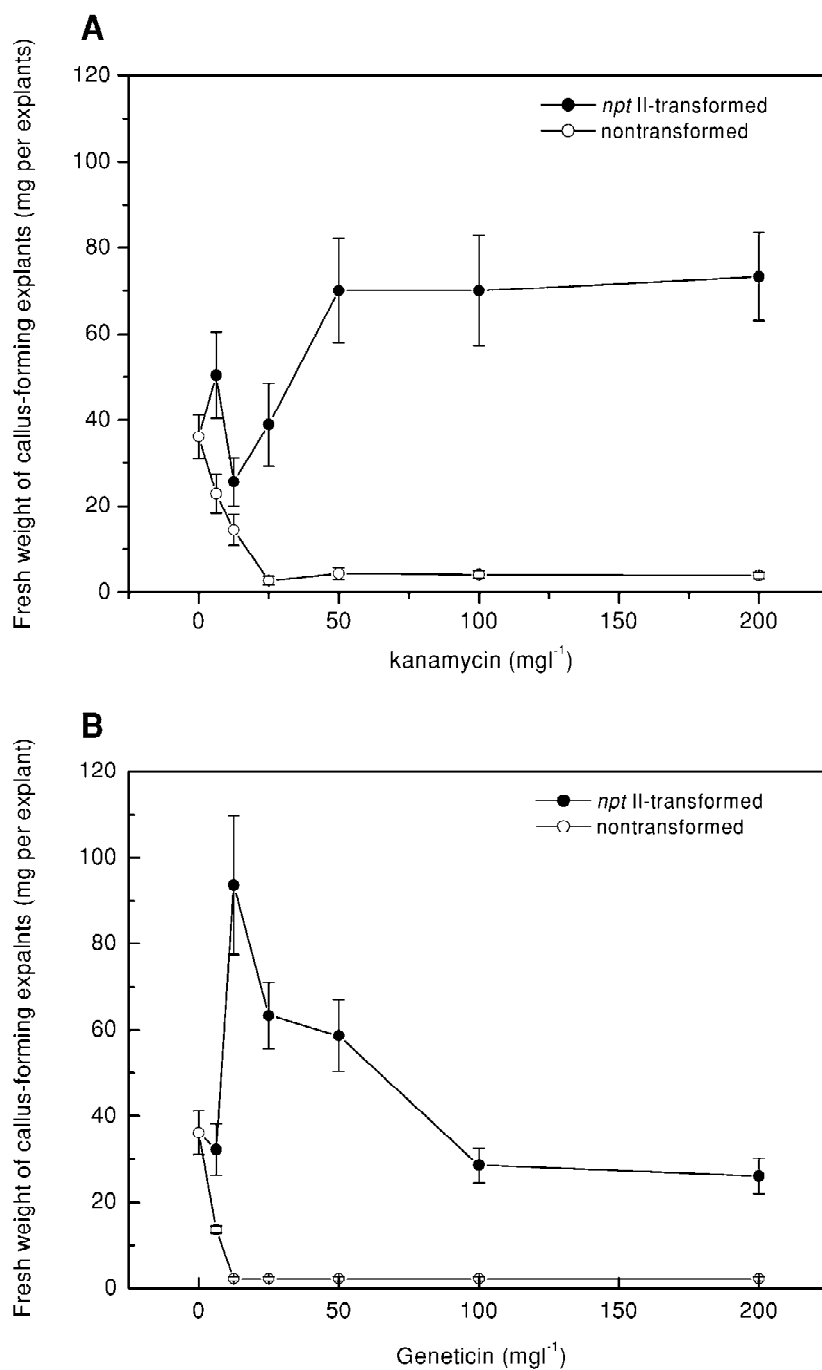 A
Fresh weight of callus-forming explants (mg per explants)
120
100
80
60
40
20
0
npt II-transformed
nontransformed
0
50
100
150
200
kanamycin (mgl-1)
B
Fresh weight of callus-forming expalnts (mg per explant)
120
100
80
60
40
20
0
npt II-transformed
nontransformed
0
50
100
150
200
Geneticin (mgl-1)